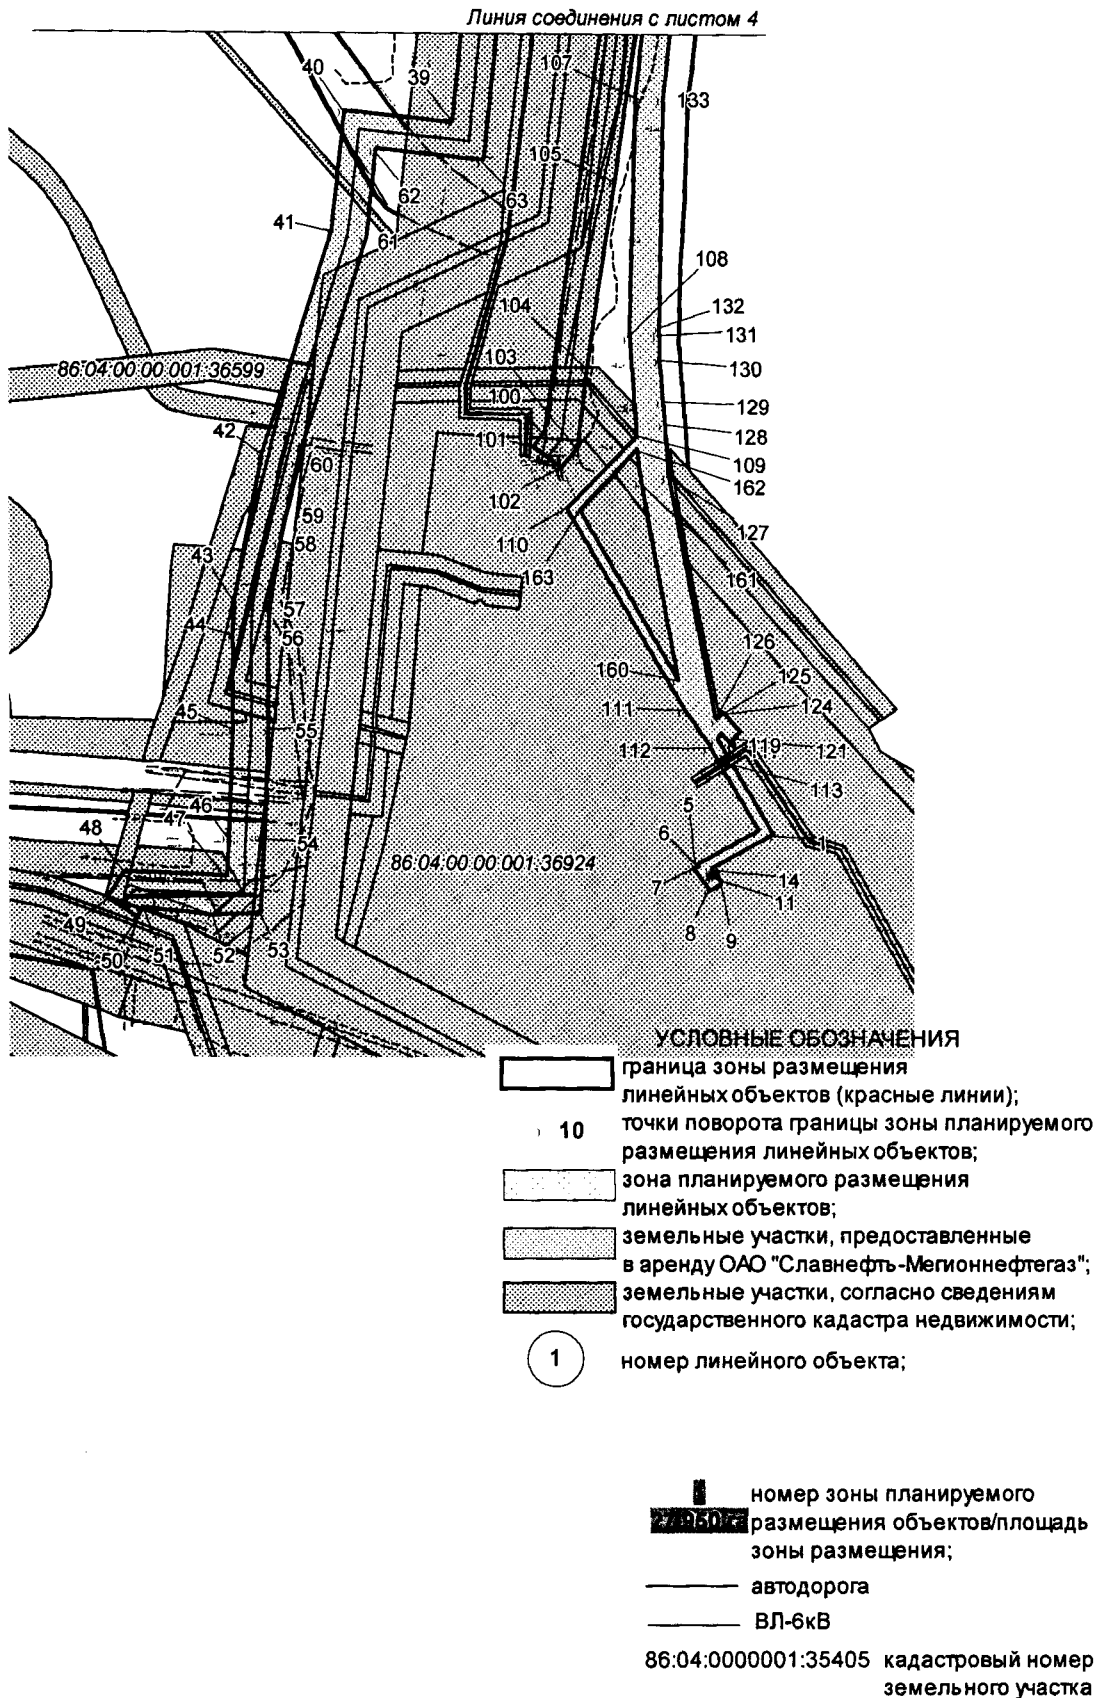 Линия соединения с листом 4
107
40
39
133
105
62
63
41
61
108
104
132
131
103
86:04:00 00 001:36599
130
100
129
42
101
128
60
109
162
102
59
127
110
58
43
163
161
57
44
56
126
160
125
45
111
124
55
112
119
121
113
46
5
47
48
6
54
1
86:04:00 00 001:36924
7
14
11
49
8
9
50
51
52
53
УСЛОВНЫЕ ОБОЗНАЧЕНИЯ
граница зоны размещения
линейных объектов (красные линии);
10
точки поворота границы зоны планируемого
размещения линейных объектов;
зона планируемого размещения
линейных объектов;
земельные участки, предоставленные
в аренду ОАО "Славнефть-Мегионнефтегаз";
земельные участки, согласно сведениям
государственного кадастра недвижимости;
1
номер линейного объекта;
номер зоны планируемого
размещения объектов/площадь
зоны размещения;
автодорога
ВЛ-6кВ
86:04:0000001:35405 кадастровый номер
земельного участка